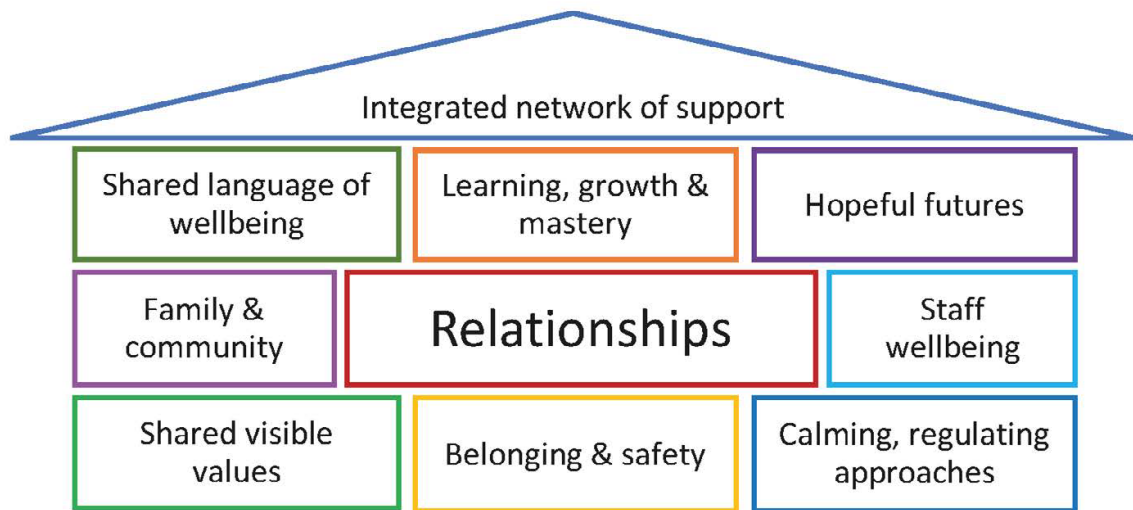 Integrated network of support
Shared language of
wellbeing
Learning, growth &
mastery
Hopeful futures
Family &
community
Relationships
Staff
wellbeing
Shared visible
values
Belonging & safety
Calming, regulating
approaches